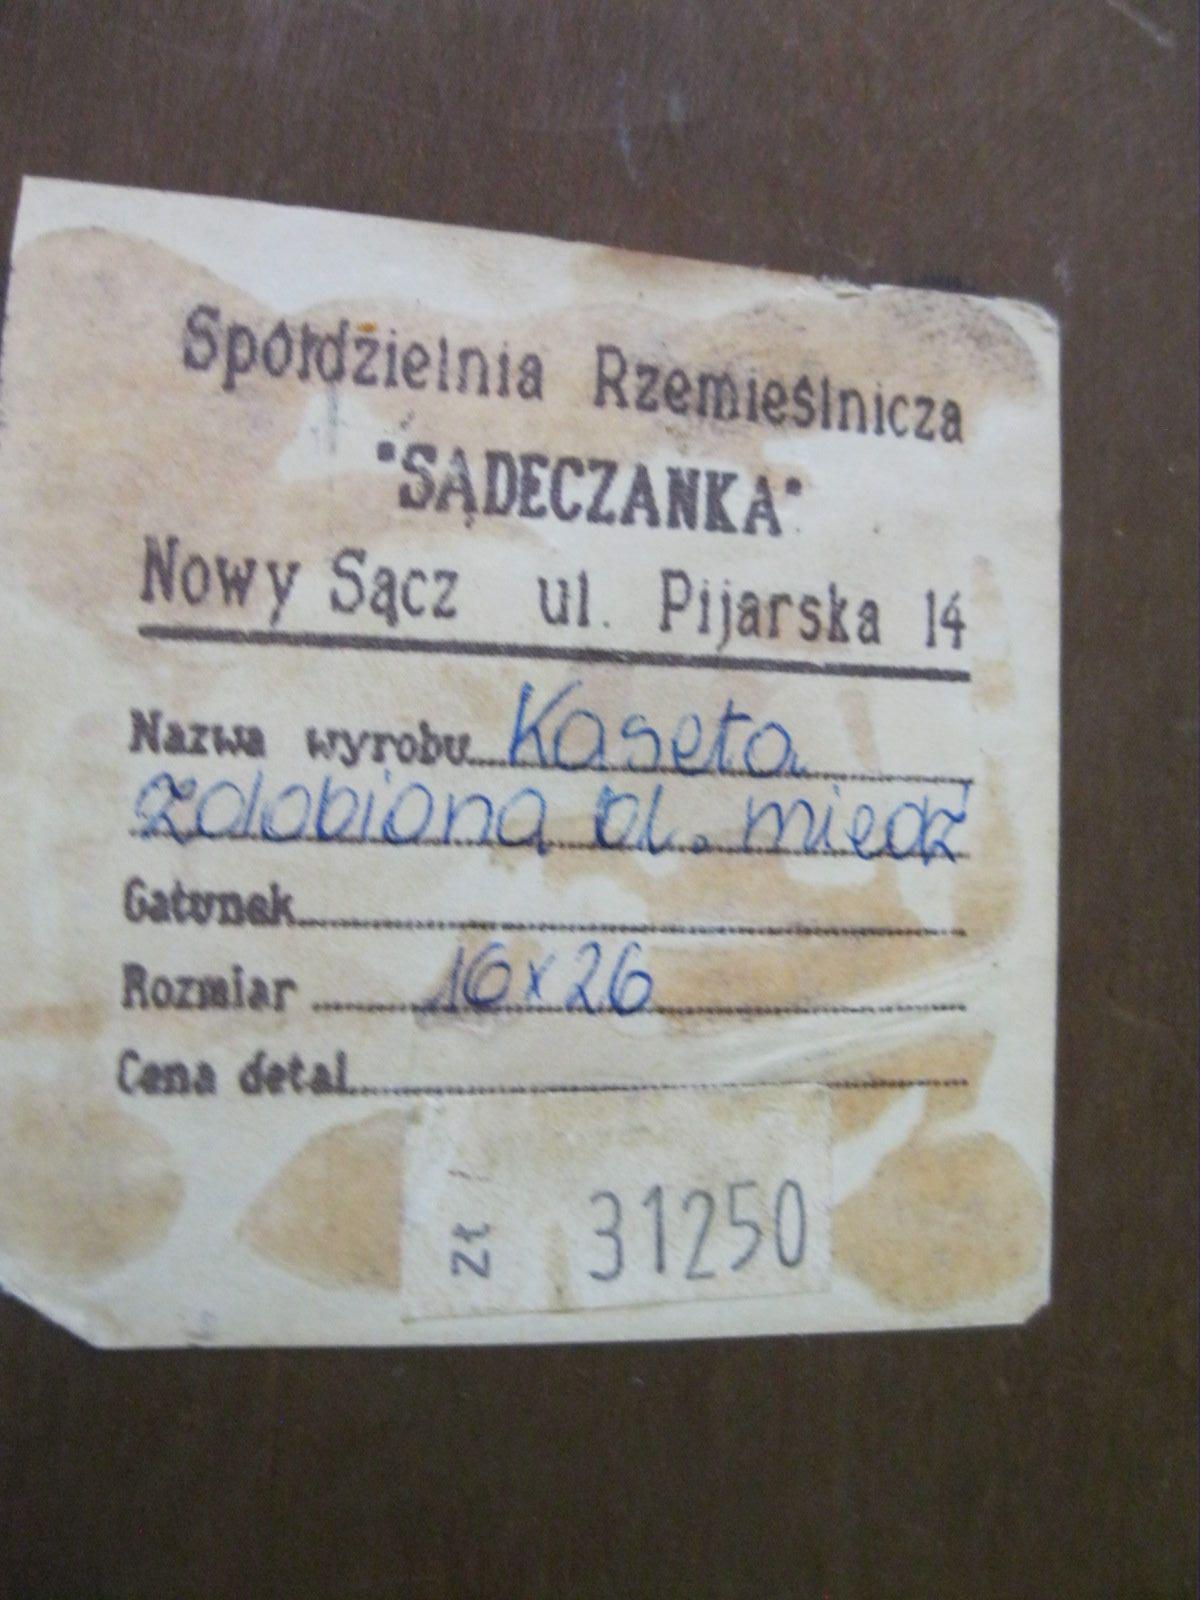 Spółdzielnia Rzemieślnicza
"SĄDECZANKA"
Nowy Sącz ul. Pijarska 14
Nazwa wyrobu Kaseta
zdobiona bl. miedź
Gatunek
Rozmiar 16x26
Cena detal.
zł 31250